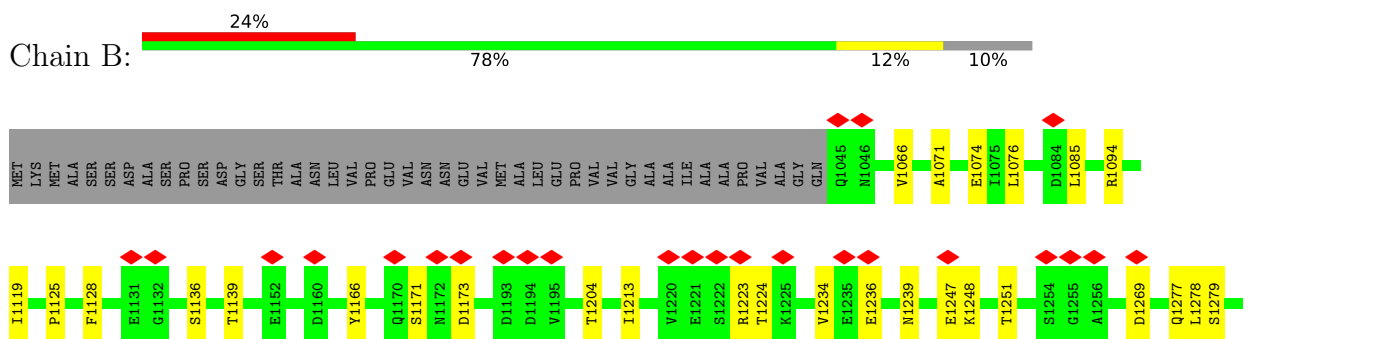 24%
Chain B:
78% 12% 10%
MET LYS MET ALA SER SER ASP ALA SER PRO SER ASP GLY SER THR ALA ASN LEU VAL PRO GLU VAL ASN ASN GLU VAL MET ALA LEU GLU PRO VAL VAL GLY ALA ALA ILE ALA ALA PRO VAL ALA GLY GLN Q1045 N1046 V1066 A1071 E1074 I1075 L1076 D1084 L1085 R1094
I1119 P1125 F1128 E1131 G1132 S1136 T1139 E1152 D1160 Y1166 Q1170 S1171 N1172 D1173 D1193 D1194 V1195 T1204 I1213 V1220 E1221 S1222 R1223 T1224 K1225 V1234 E1235 E1236 N1239 E1247 K1248 T1251 S1254 G1255 A1256 D1269 Q1277 L1278 S1279